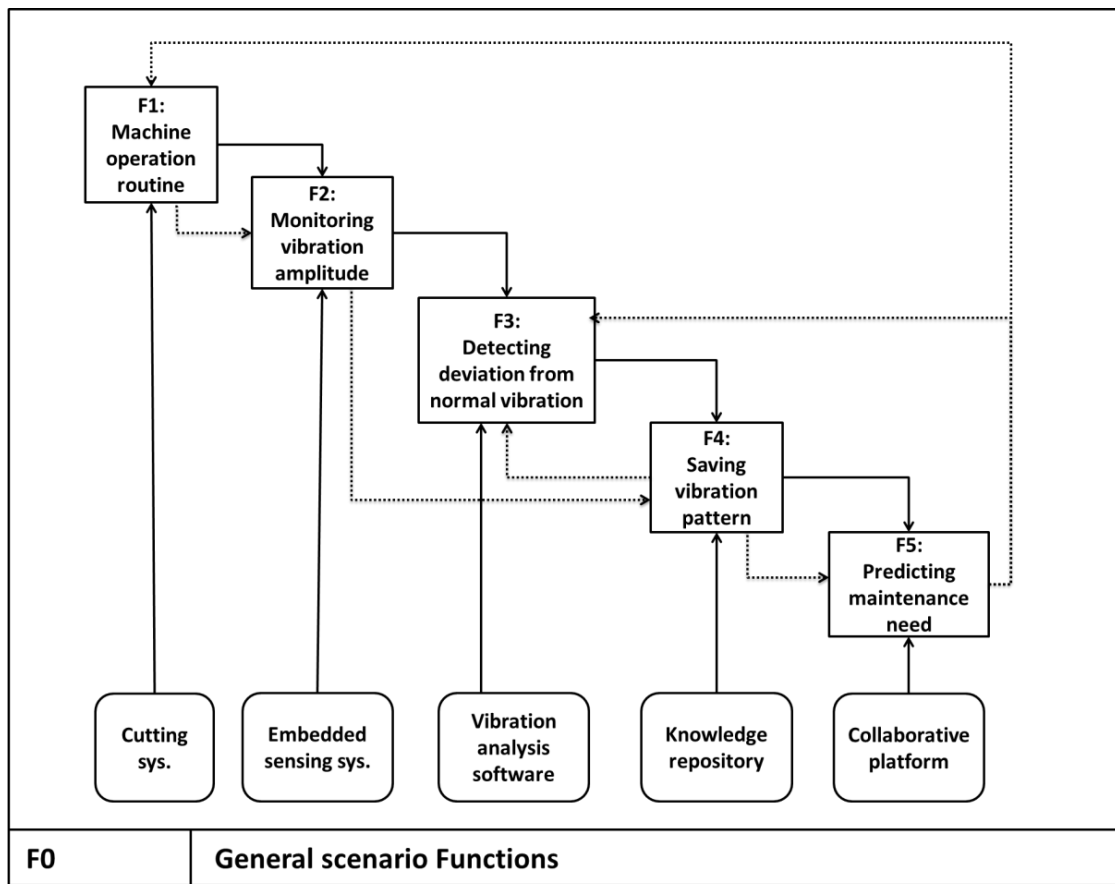 F1:
Machine
operation
routine
F2:
Monitoring
vibration
amplitude
F3:
Detecting
deviation from
normal vibration
F4:
Saving
vibration
pattern
F5:
Predicting
maintenance
need
Cutting
sys.
Embedded
sensing sys.
Vibration
analysis
software
Knowledge
repository
Collaborative
platform
F0
General scenario Functions